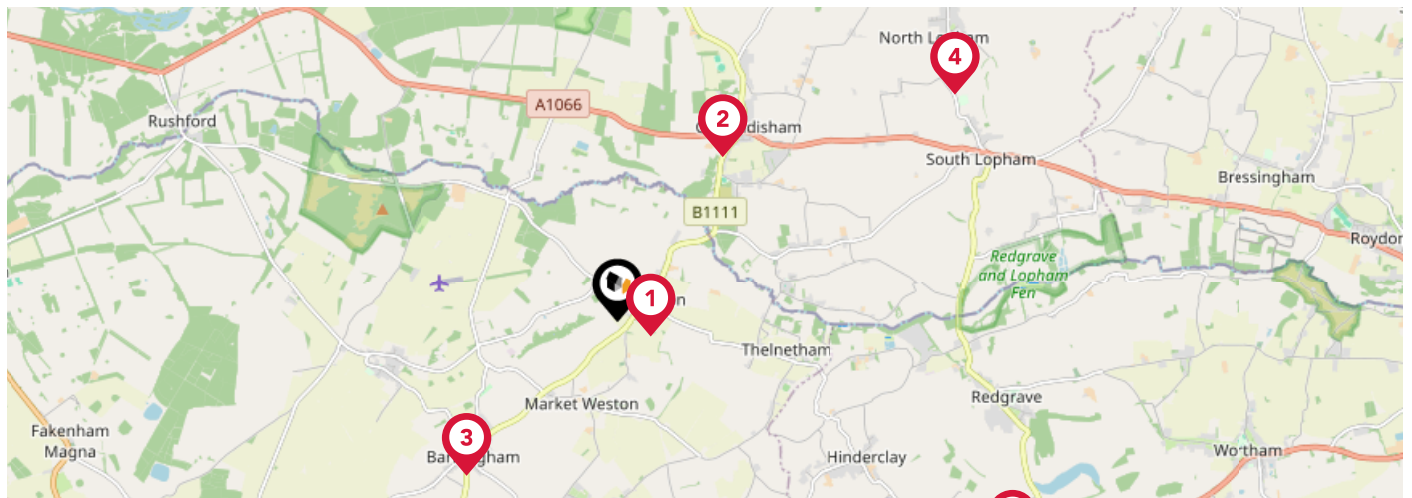 North Lopham
4
A1066
2
Rushford
South Lopham
Bressingham
B1111
Roydon
Redgrave
and Lopham
Fen
1
Thelnetham
Market Weston
Redgrave
Fakenham
Magna
3
Hinderclay
Wortham